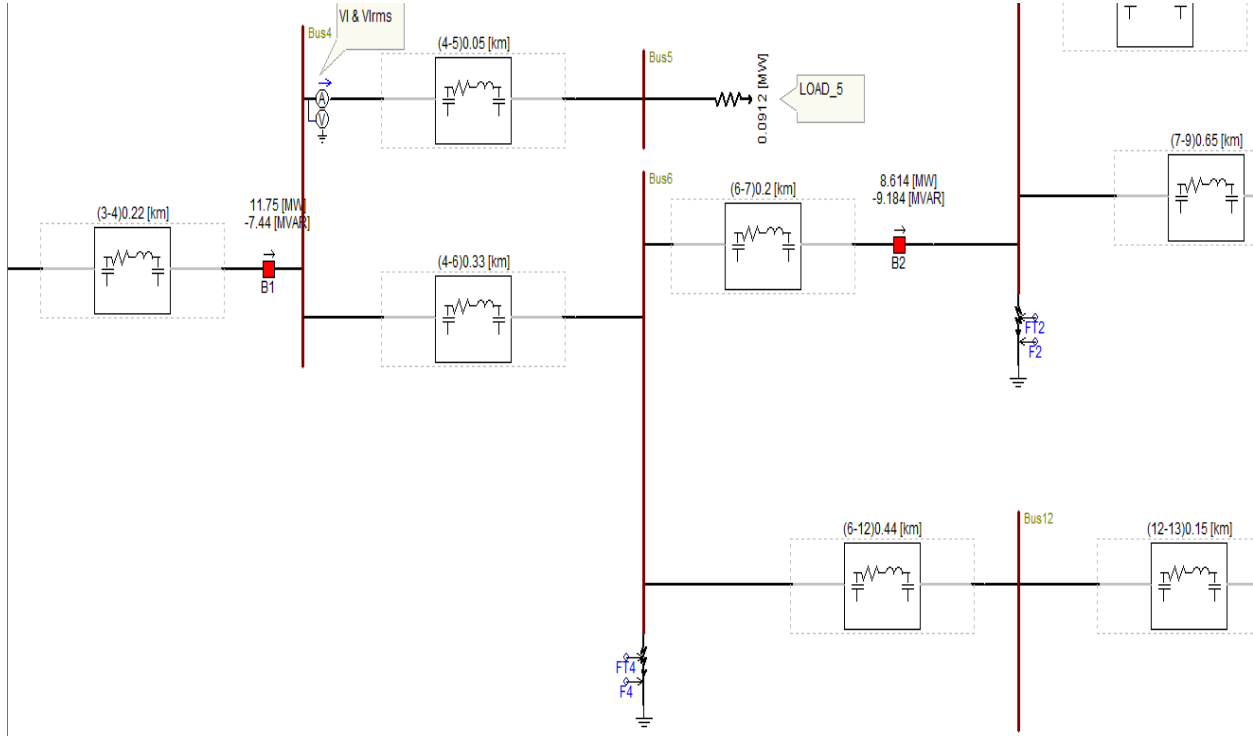 VI & VIrms
Bus4
(4-5)0.05 [km]
A
V
Bus5
0.0912 [MW]
LOAD_5
(7-9)0.65 [km]
Bus6
(6-7)0.2 [km]
8.614 [MW]
-9.184 [MVAR]
B2
(3-4)0.22 [km]
11.75 [MW]
-7.44 [MVAR]
B1
(4-6)0.33 [km]
FT2
F2
(6-12)0.44 [km]
Bus12
(12-13)0.15 [km]
FT4
F4